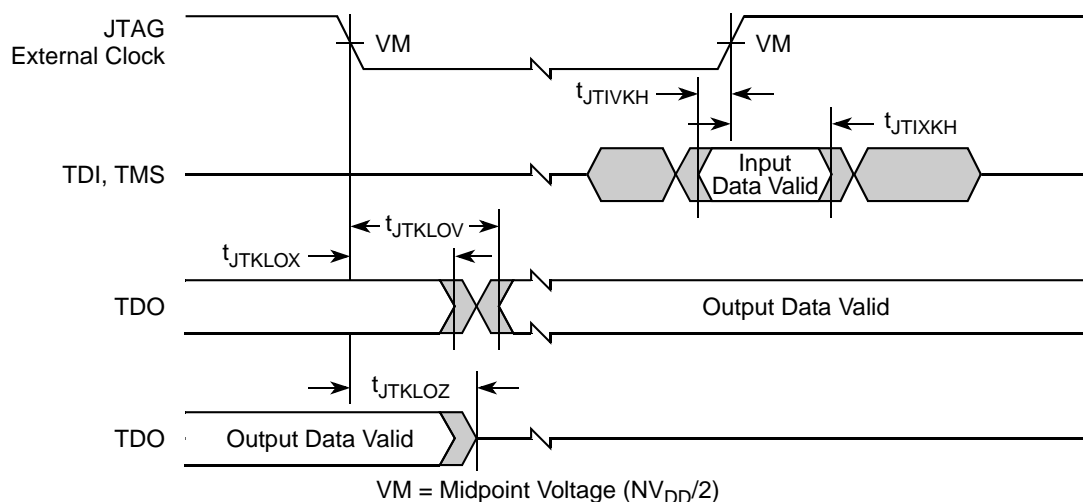 JTAG
External Clock
VM
VM
tJTIVKH
tJTIXKH
TDI, TMS
Input
Data Valid
tJTKLOV
tJTKLOX
TDO
Output Data Valid
tJTKLOZ
TDO
Output Data Valid
VM = Midpoint Voltage (NVDD/2)